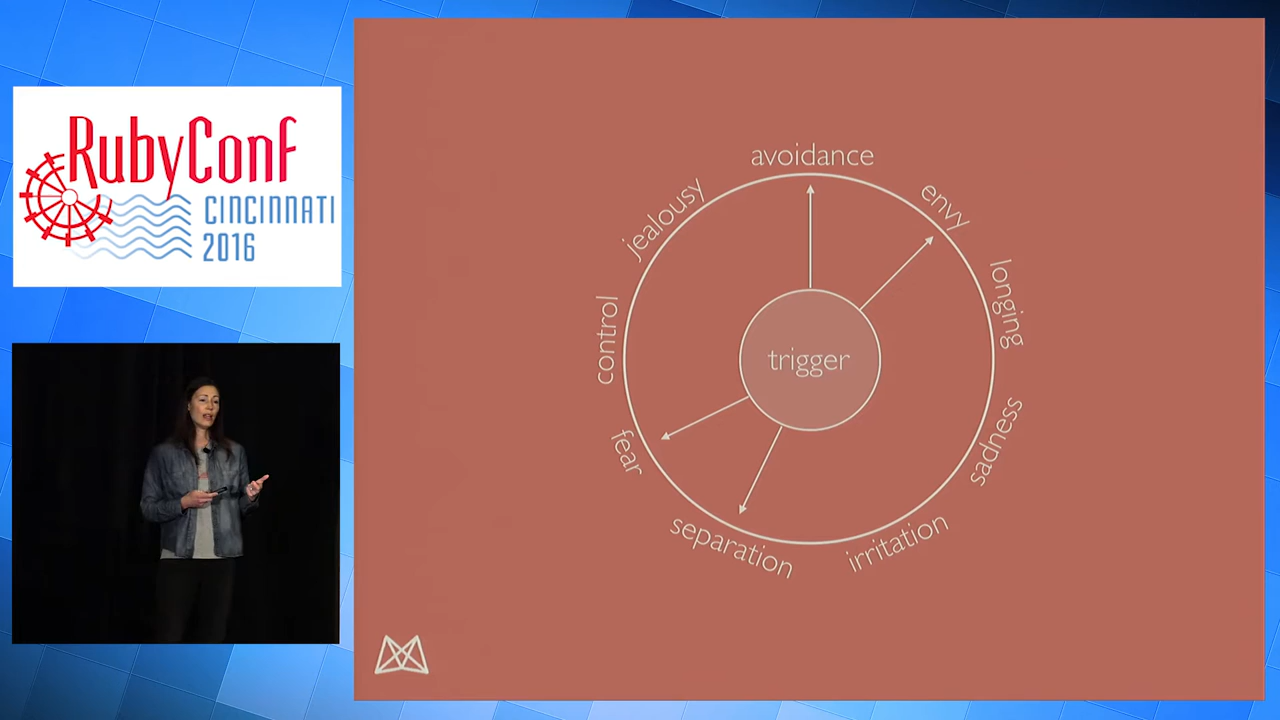 RubyConf
CINCINNATI
2016
avoidance
envy
longing
sadness
irritation
separation
fear
control
jealousy
trigger